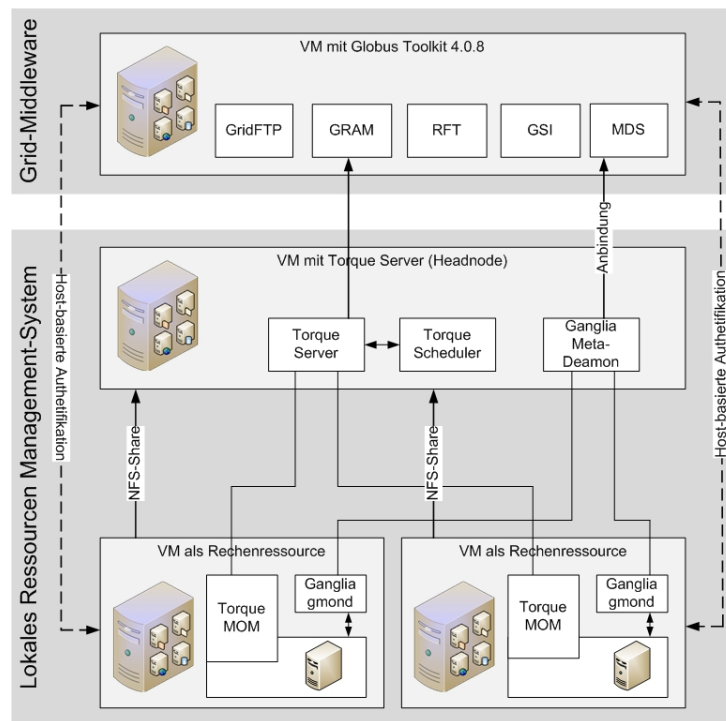 Grid-Middleware
VM mit Globus Toolkit 4.0.8
GridFTP
GRAM
RFT
GSI
MDS
Lokales Ressourcen Management-System
Host-basierte Authetifikation
Anbindung
Host-basierte Authetifikation
VM mit Torque Server (Headnode)
Torque
Server
Torque
Scheduler
Ganglia
Meta-
Deamon
NFS-Share
NFS-Share
VM als Rechenressource
Torque
MOM
Ganglia
gmond
VM als Rechenressource
Torque
MOM
Ganglia
gmond